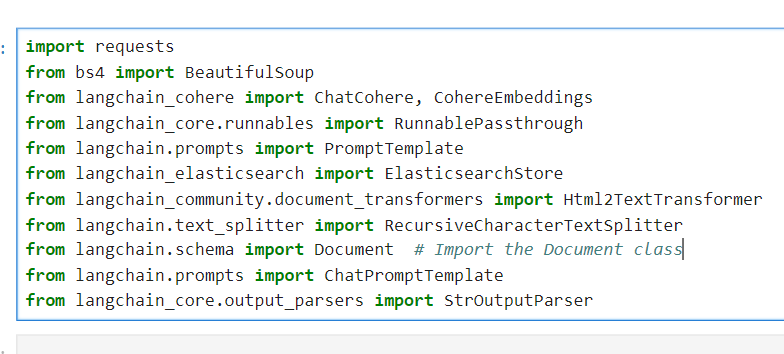 :
import requests
from bs4 import BeautifulSoup
from langchain_cohere import ChatCohere, CohereEmbeddings
from langchain_core.runnables import RunnablePassthrough
from langchain.prompts import PromptTemplate
from langchain_elasticsearch import ElasticsearchStore
from langchain_community.document_transformers import Html2TextTransformer
from langchain.text_splitter import RecursiveCharacterTextSplitter
from langchain.schema import Document  # Import the Document class
from langchain.prompts import ChatPromptTemplate
from langchain_core.output_parsers import StrOutputParser